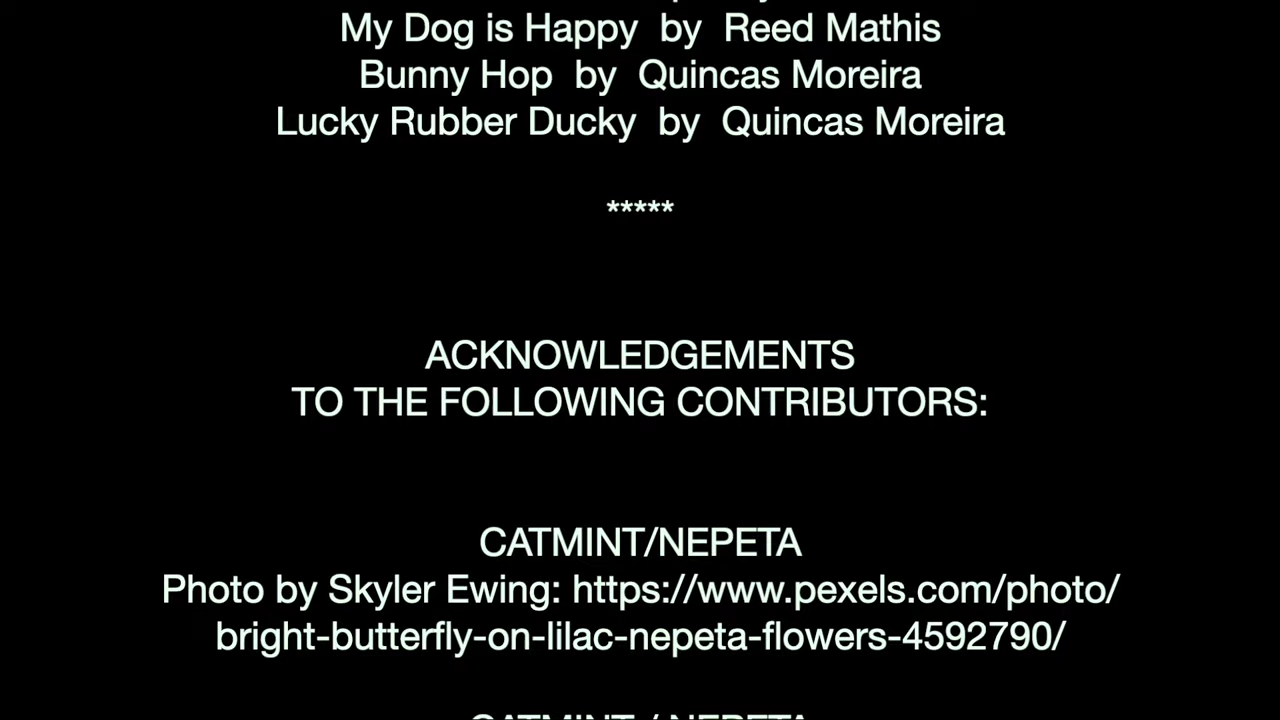 My Dog is Happy  by  Reed Mathis
Bunny Hop  by  Quincas Moreira
Lucky Rubber Ducky  by  Quincas Moreira
*****
ACKNOWLEDGEMENTS
TO THE FOLLOWING CONTRIBUTORS:
CATMINT/NEPETA
Photo by Skyler Ewing: https://www.pexels.com/photo/
bright-butterfly-on-lilac-nepeta-flowers-4592790/
CATMINT / NEPETA